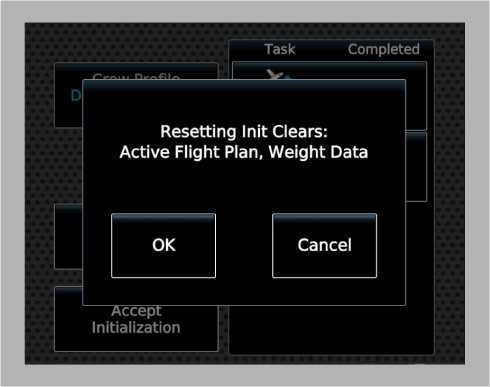 Task Completed
Crew Profile
D
Resetting Init Clears:
Active Flight Plan, Weight Data
OK Cancel
Accept
Initialization